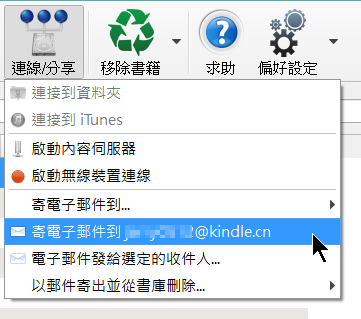 連線/分享
移除書籍
求助
偏好設定
連接到資料夾
連接到 iTunes
啟動內容伺服器
啟動無線裝置連線
寄電子郵件到...
寄電子郵件到 @kindle.cn
電子郵件發給選定的收件人...
以郵件寄出並從書庫刪除...